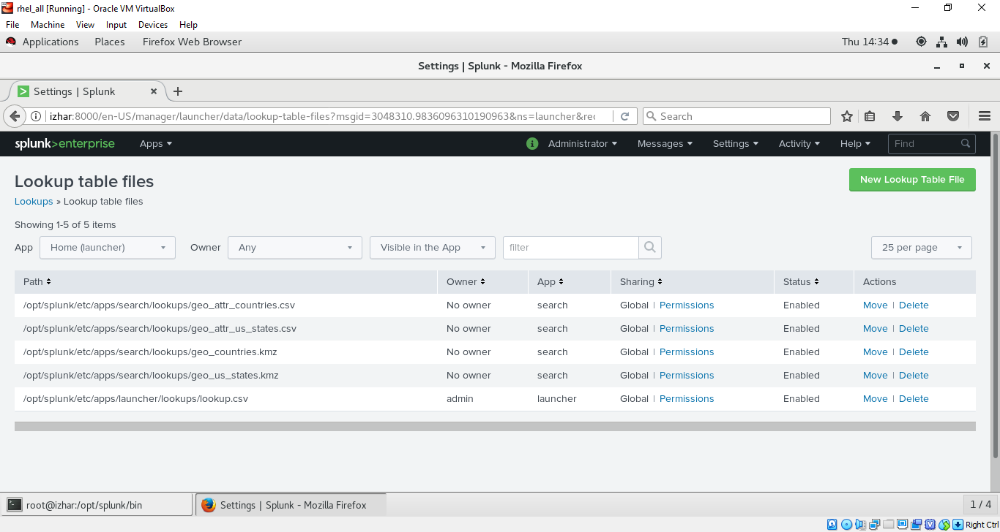 rhel_all [Running] - Oracle VM VirtualBox
File Machine View Input Devices Help
Applications Places Firefox Web Browser Thu 14:34
Settings | Splunk - Mozilla Firefox
Settings | Splunk
izhar:8000/en-US/manager/launcher/data/lookup-table-files?msgid=3048310.9836096310190963&ns=launcher&rec Search
splunk>enterprise Apps Administrator Messages Settings Activity Help Find
Lookup table files New Lookup Table File
Lookups » Lookup table files
Showing 1-5 of 5 items
App Home (launcher) Owner Any Visible in the App filter 25 per page
Path Owner App Sharing Status Actions
/opt/splunk/etc/apps/search/lookups/geo_attr_countries.csv No owner search Global | Permissions Enabled Move | Delete
/opt/splunk/etc/apps/search/lookups/geo_attr_us_states.csv No owner search Global | Permissions Enabled Move | Delete
/opt/splunk/etc/apps/search/lookups/geo_countries.kmz No owner search Global | Permissions Enabled Move | Delete
/opt/splunk/etc/apps/search/lookups/geo_us_states.kmz No owner search Global | Permissions Enabled Move | Delete
/opt/splunk/etc/apps/launcher/lookups/lookup.csv admin launcher Global | Permissions Enabled Move | Delete
root@izhar:/opt/splunk/bin Settings | Splunk - Mozilla Firefox 1 / 4
Right Ctrl